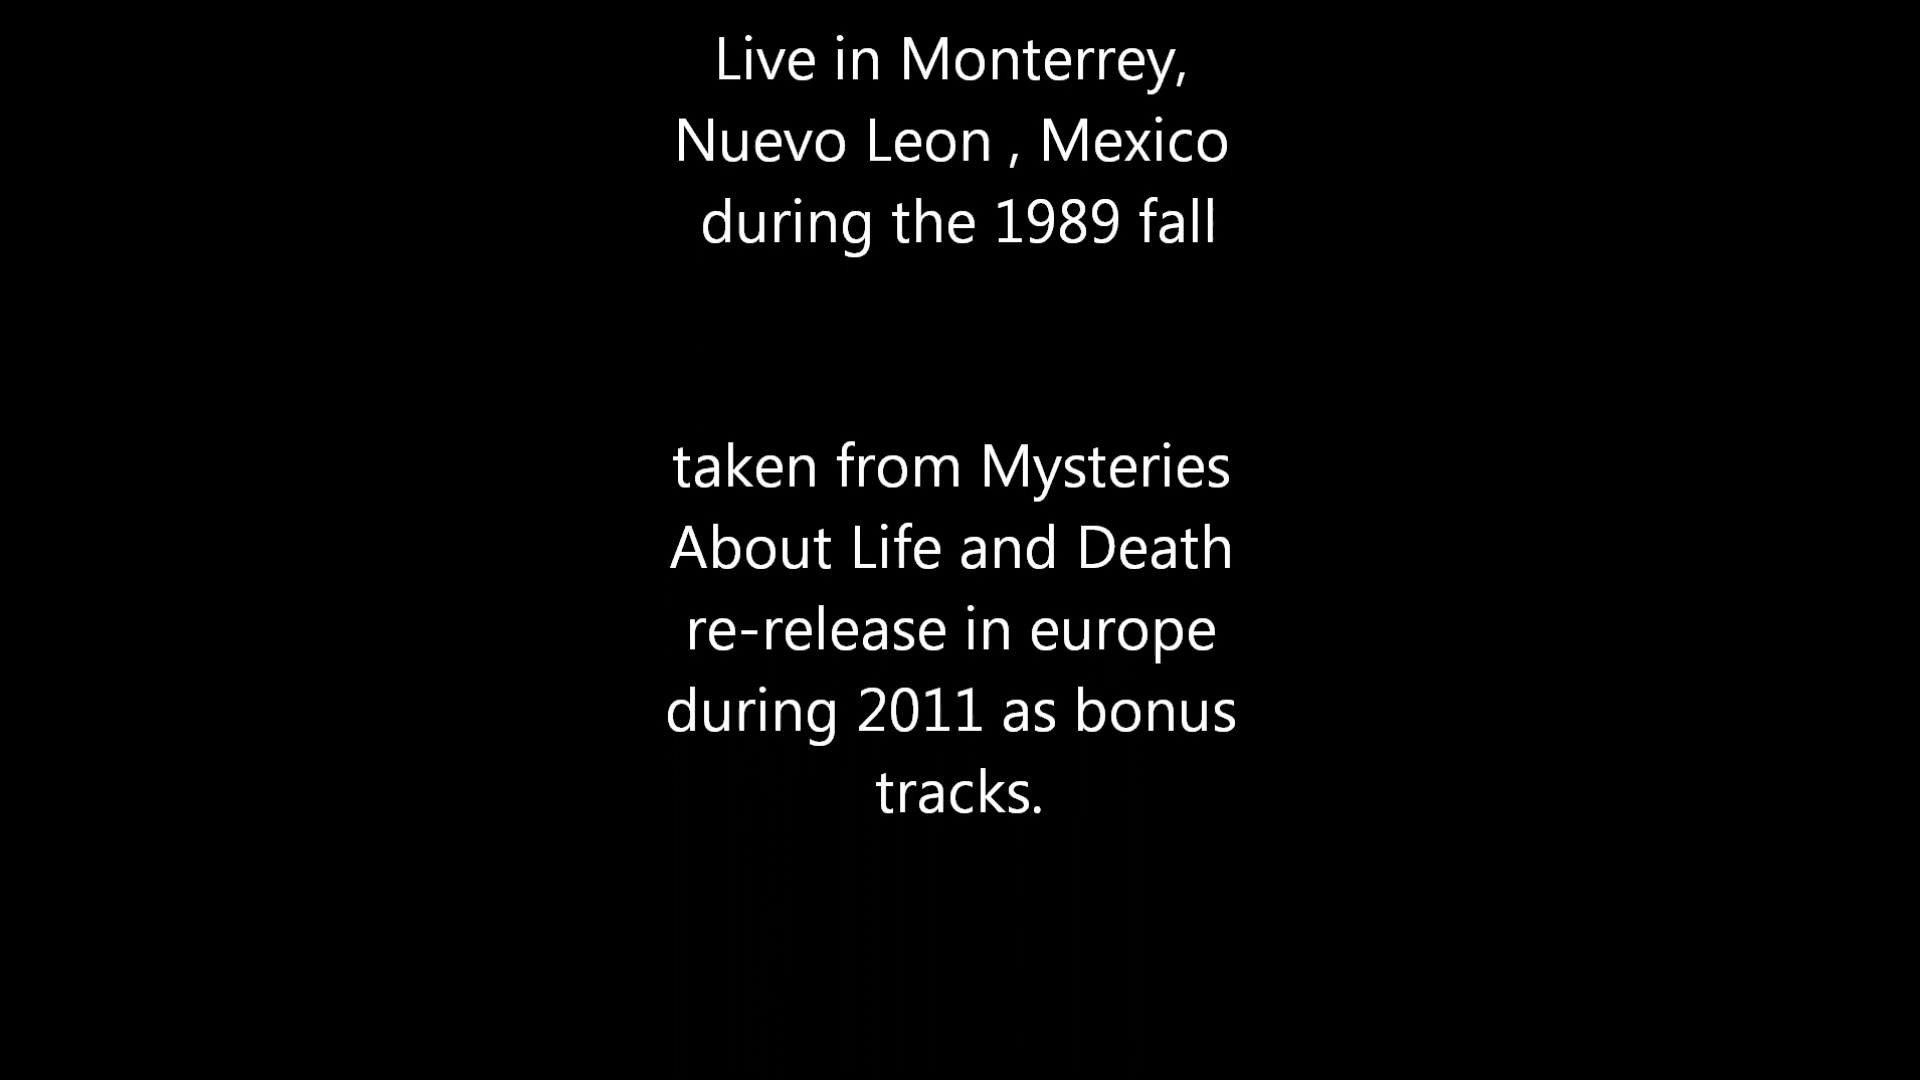 Live in Monterrey,
Nuevo Leon , Mexico
during the 1989 fall
taken from Mysteries
About Life and Death
re-release in europe
during 2011 as bonus
tracks.